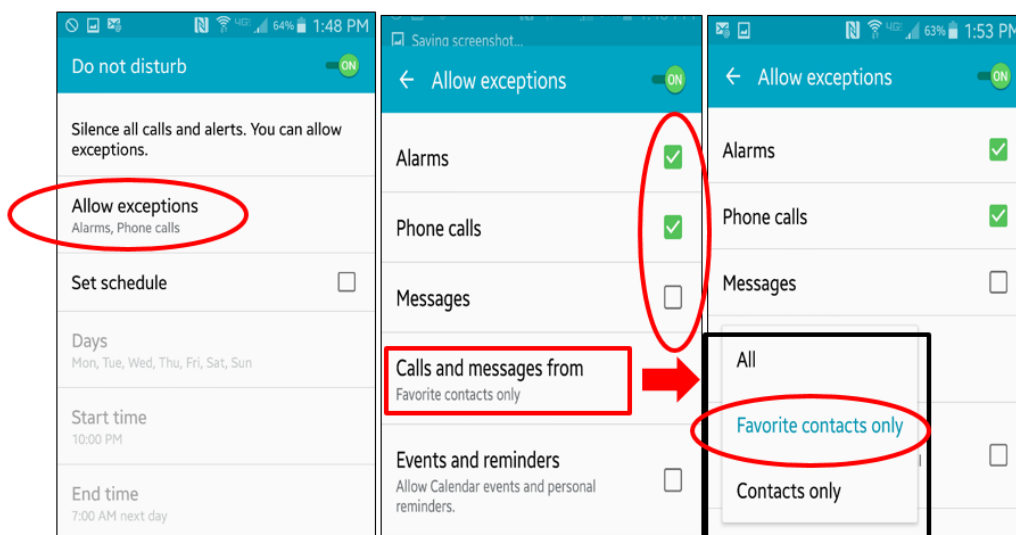 64% 1:48 PM
Do not disturb
ON
Silence all calls and alerts. You can allow
exceptions.
Allow exceptions
Alarms, Phone calls
Set schedule
Days
Mon, Tue, Wed, Thu, Fri, Sat, Sun
Start time
10:00 PM
End time
7:00 AM next day
Saving screenshot...
Allow exceptions
ON
Alarms
Phone calls
Messages
Calls and messages from
Favorite contacts only
Events and reminders
Allow Calendar events and personal
reminders.
4G 63% 1:53 PM
Allow exceptions
ON
Alarms
Phone calls
Messages
All
Favorite contacts only
Contacts only